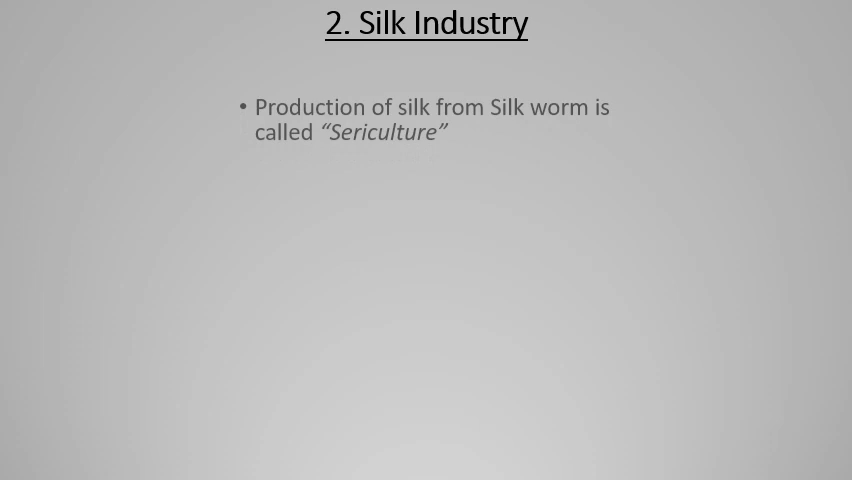 2. Silk Industry
• Production of silk from Silk worm is
called “Sericulture”